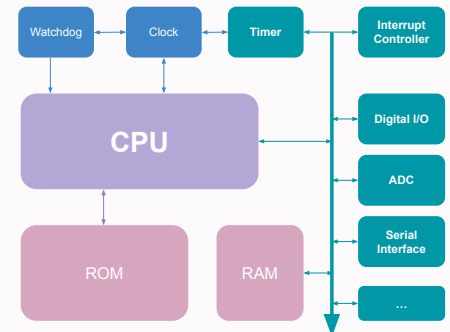 Watchdog
Clock
Timer
Interrupt
Controller
CPU
Digital I/O
ADC
ROM
RAM
Serial
Interface
...